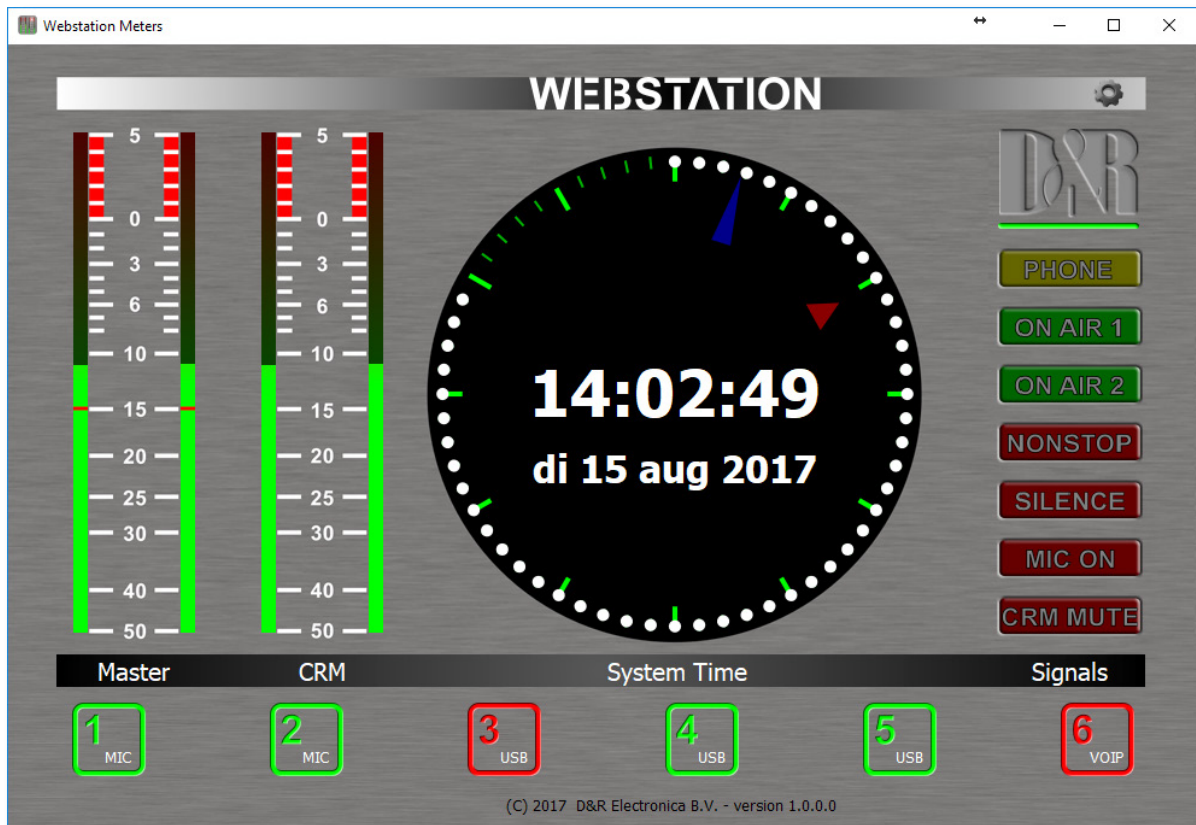 Webstation Meters
WEBSTATION
5 5
0 0
3 3
6 6
10 10
15 15
20 20
25 25
30 30
40 40
50 50
14:02:49
di 15 aug 2017
D&R
PHONE
ON AIR 1
ON AIR 2
NONSTOP
SILENCE
MIC ON
CRM MUTE
Master CRM System Time Signals
1 MIC
2 MIC
3 USB
4 USB
5 USB
6 VOIP
(C) 2017 D&R Electronica B.V. - version 1.0.0.0